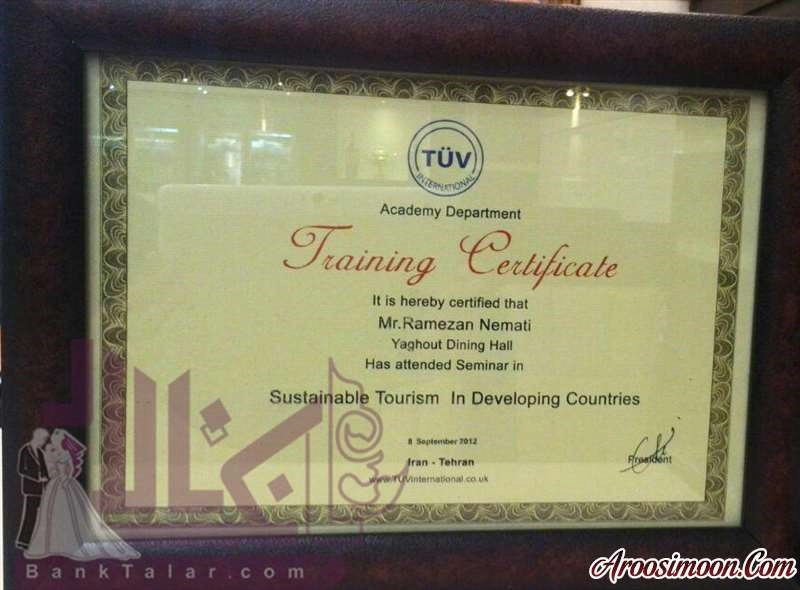 TÜV
INTERNATIONAL
Academy Department
Training Certificate
It is hereby certified that
Mr.Ramezan Nemati
Yaghout Dining Hall
Has attended Seminar in
Sustainable Tourism In Developing Countries
8 September 2012
Iran - Tehran
President
www.TUVinternational.co.uk
BankTalar.com
Aroosimoon.Com